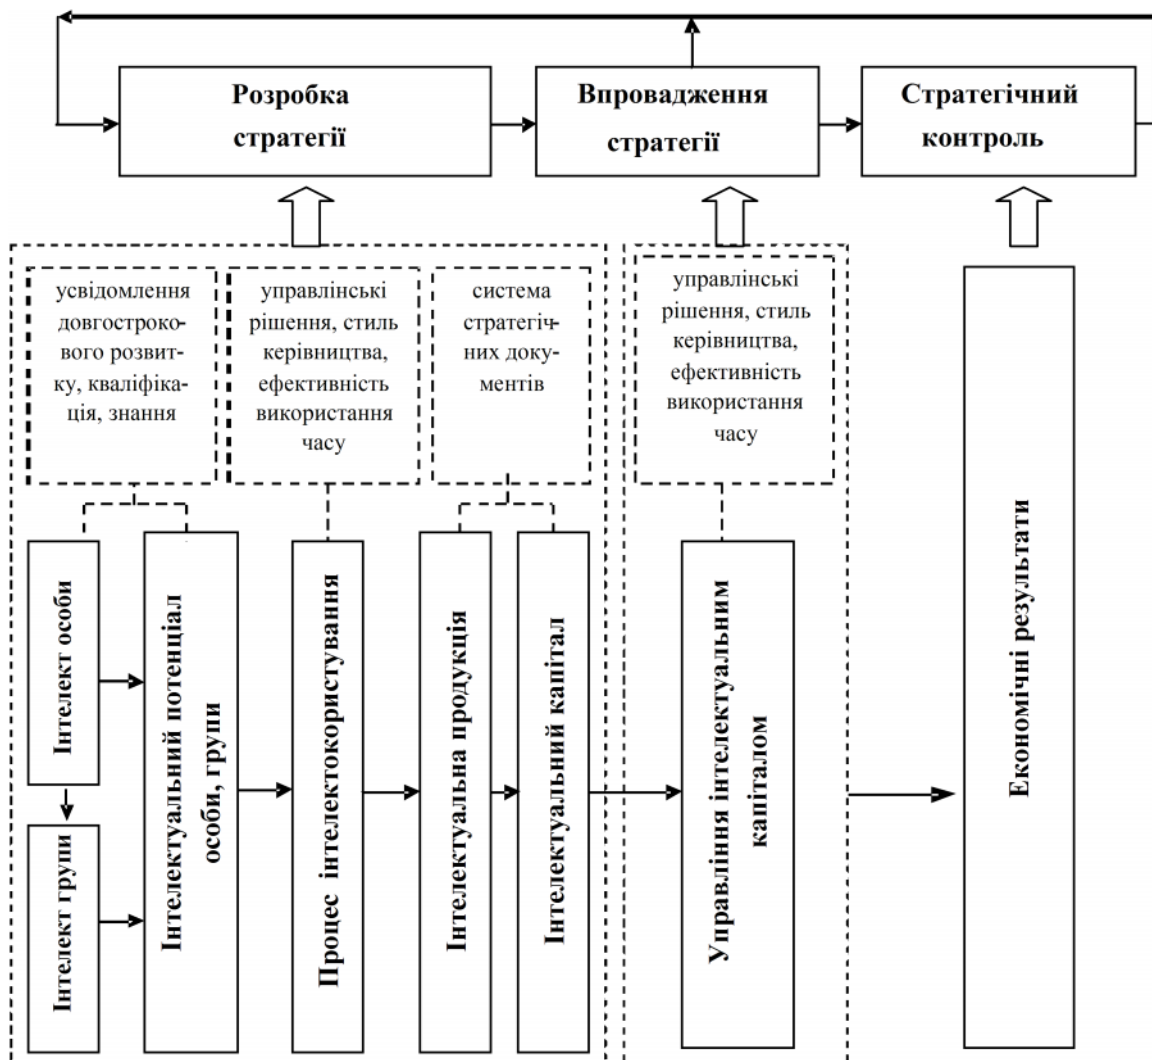 Розробка
стратегії
Впровадження
стратегії
Стратегічний
контроль
усвідомлення
довгостроко-
вого розвит-
ку, кваліфіка-
ція, знання
управлінські
рішення, стиль
керівництва,
ефективність
використання
часу
система
стратегіч-
них доку-
ментів
управлінські
рішення, стиль
керівництва,
ефективність
використання
часу
Інтелект особи
Інтелект групи
Інтелектуальний потенціал
особи, групи
Процес інтелектокористування
Інтелектуальна продукція
Інтелектуальний капітал
Управління інтелектуальним
капіталом
Економічні результати